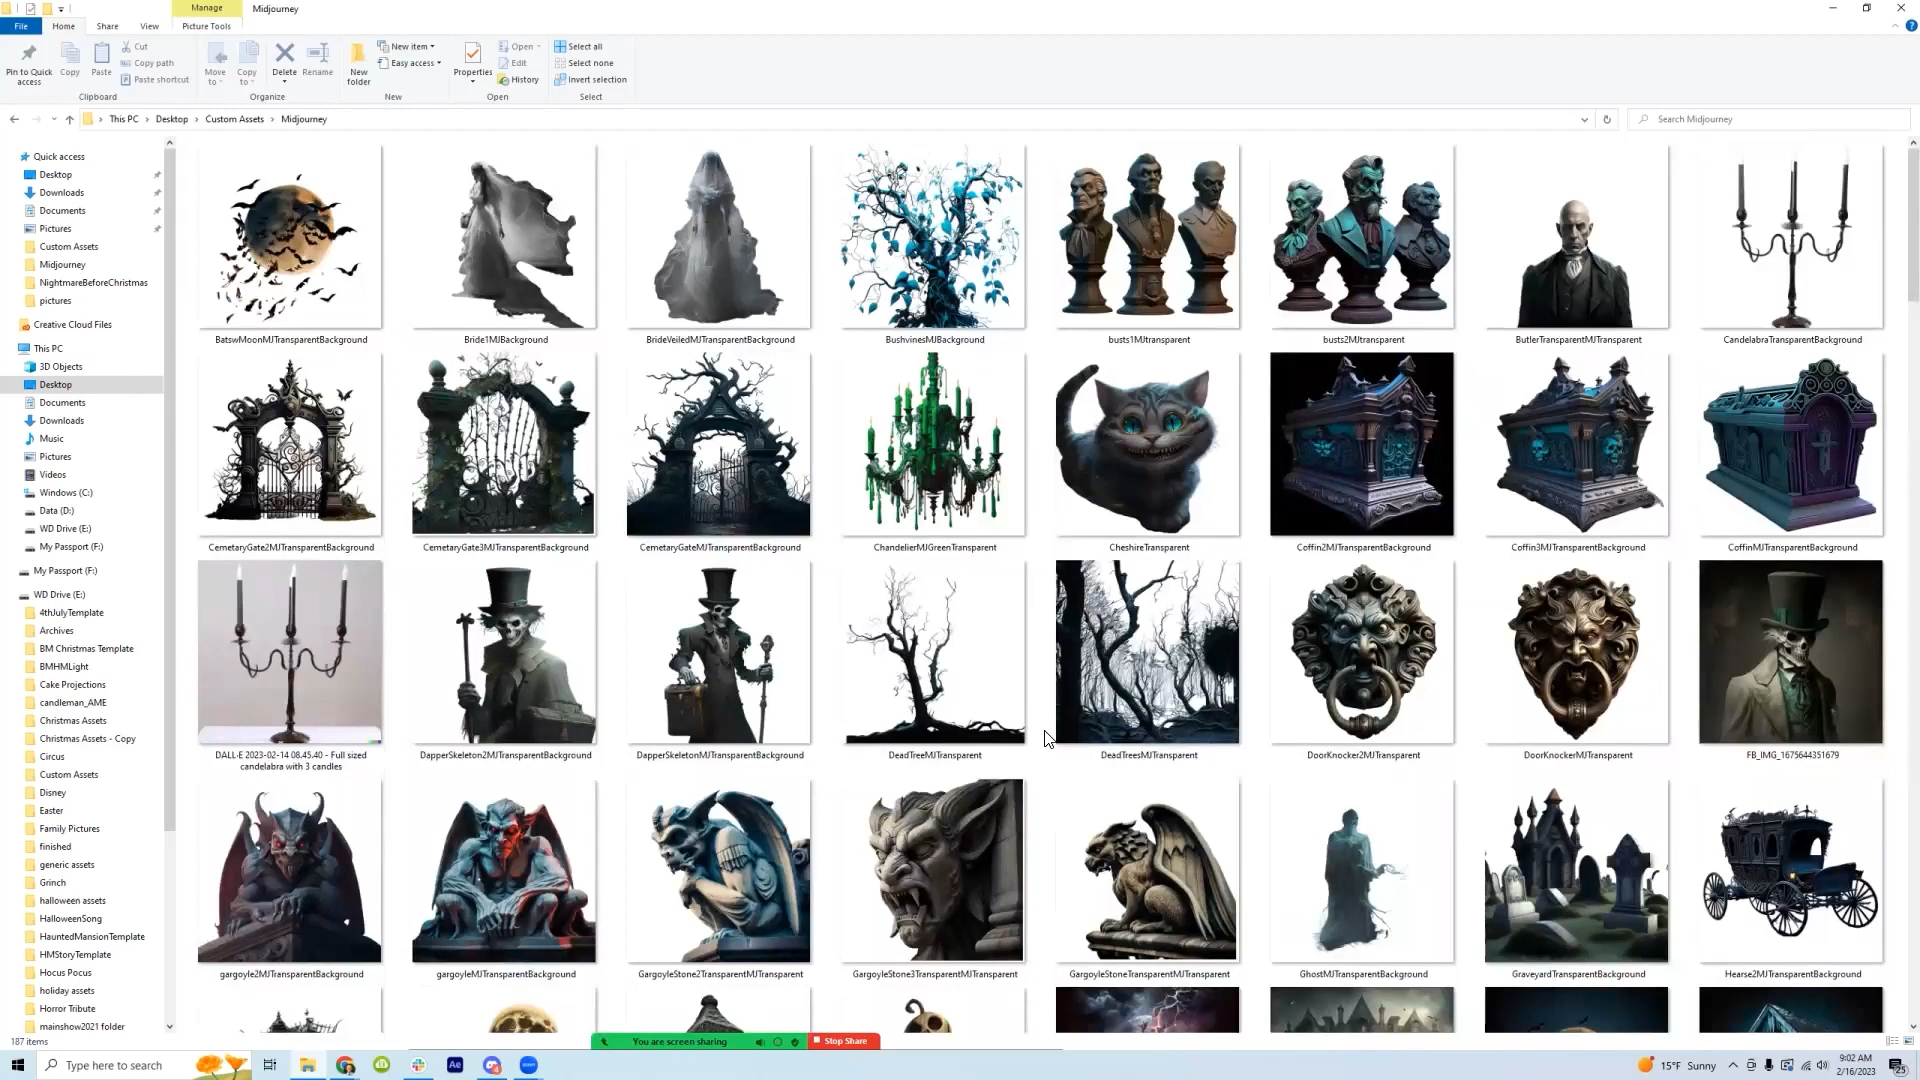 Manage
Midjourney
File
Home
Share
View
Picture Tools
Pin to Quick access
Copy
Paste
Cut
Copy path
Paste shortcut
Clipboard
Move to
Copy to
Delete
Rename
Organize
New folder
New item
Easy access
New
Properties
Open
Edit
History
Open
Select all
Select none
Invert selection
Select
This PC
Desktop
Custom Assets
Midjourney
Search Midjourney
Quick access
Desktop
Downloads
Documents
Pictures
Custom Assets
Midjourney
NightmareBeforeChristmas
pictures
Creative Cloud Files
This PC
3D Objects
Desktop
Documents
Downloads
Music
Pictures
Videos
Windows (C:)
Data (D:)
WD Drive (E:)
My Passport (F:)
My Passport (F:)
WD Drive (E:)
4thJulyTemplate
Archives
BM Christmas Template
BMHMLight
Cake Projections
candleman_AME
Christmas Assets
Christmas Assets - Copy
Circus
Custom Assets
Disney
Easter
Family Pictures
finished
generic assets
Grinch
halloween assets
HalloweenSong
HauntedMansionTemplate
HMStoryTemplate
Hocus Pocus
holiday assets
Horror Tribute
mainshow2021 folder
BatswMoonMJTransparentBackground
Bride1MJBackground
BrideVeiledMJTransparentBackground
BushvinesMJBackground
busts1MJtransparent
busts2MJtransparent
ButlerTransparentMJTransparent
CandelabraTransparentBackground
CemetaryGate2MJTransparentBackground
CemetaryGate3MJTransparentBackground
CemetaryGateMJTransparentBackground
ChandelierMJGreenTransparent
CheshireTransparent
Coffin2MJTransparentBackground
Coffin3MJTransparentBackground
CoffinMJTransparentBackground
DALL·E 2023-02-14 08.45.40 - Full sized
candelabra with 3 candles
DapperSkeleton2MJTransparentBackground
DapperSkeletonMJTransparentBackground
DeadTreeMJTransparent
DeadTreesMJTransparent
DoorKnocker2MJTransparent
DoorKnockerMJTransparent
FB_IMG_1675644351679
gargoyle2MJTransparentBackground
gargoyleMJTransparentBackground
GargoyleStone2TransparentMJTransparent
GargoyleStone3TransparentMJTransparent
GargoyleStoneTransparentMJTransparent
GhostMJTransparentBackground
GraveyardTransparentBackground
Hearse2MJTransparentBackground
187 items
You are screen sharing
Stop Share
Type here to search
Ae
15°F Sunny
9:02 AM
2/16/2023
25